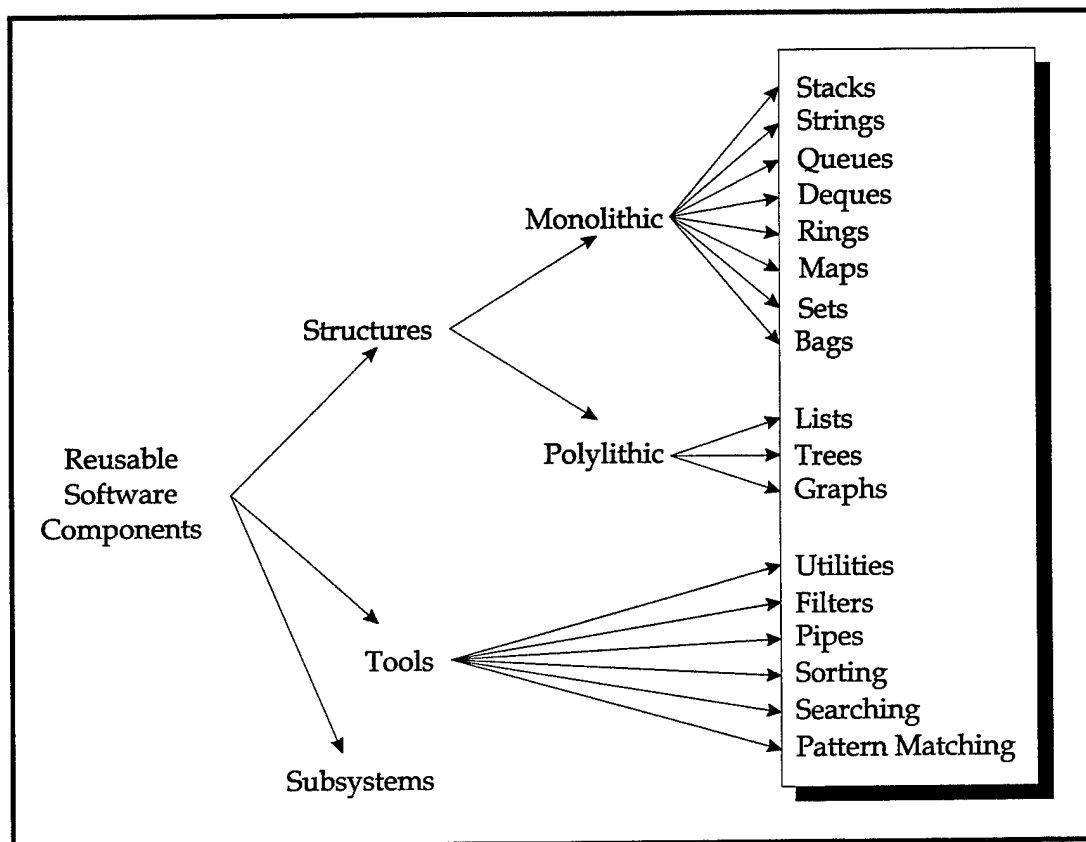 Reusable
Software
Components
Structures
Tools
Subsystems
Monolithic
Polylithic
Stacks
Strings
Queues
Deques
Rings
Maps
Sets
Bags
Lists
Trees
Graphs
Utilities
Filters
Pipes
Sorting
Searching
Pattern Matching